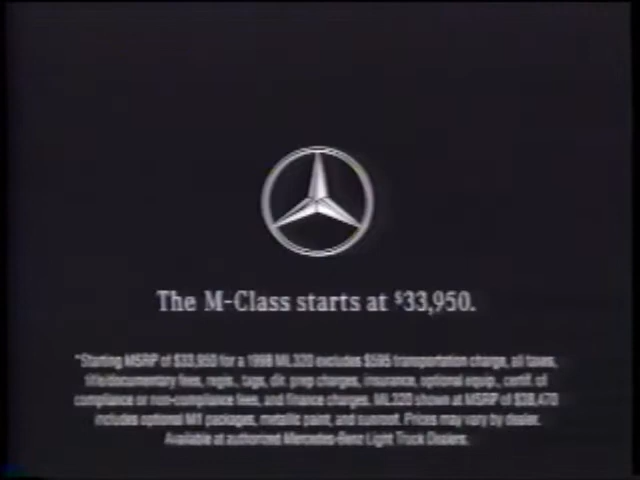 The M-Class starts at $33,950.
*Starting MSRP of $33,950 for a 1998 ML320 excludes $595 transportation charge, all taxes,
title/documentary fees, regis., tags, dlr. prep charges, insurance, optional equip., certif. of
compliance or non-compliance fees, and finance charges. ML320 shown at MSRP of $38,470
includes optional M1 packages, metallic paint, and sunroof. Prices may vary by dealer.
Available at authorized Mercedes-Benz Light Truck Dealers.